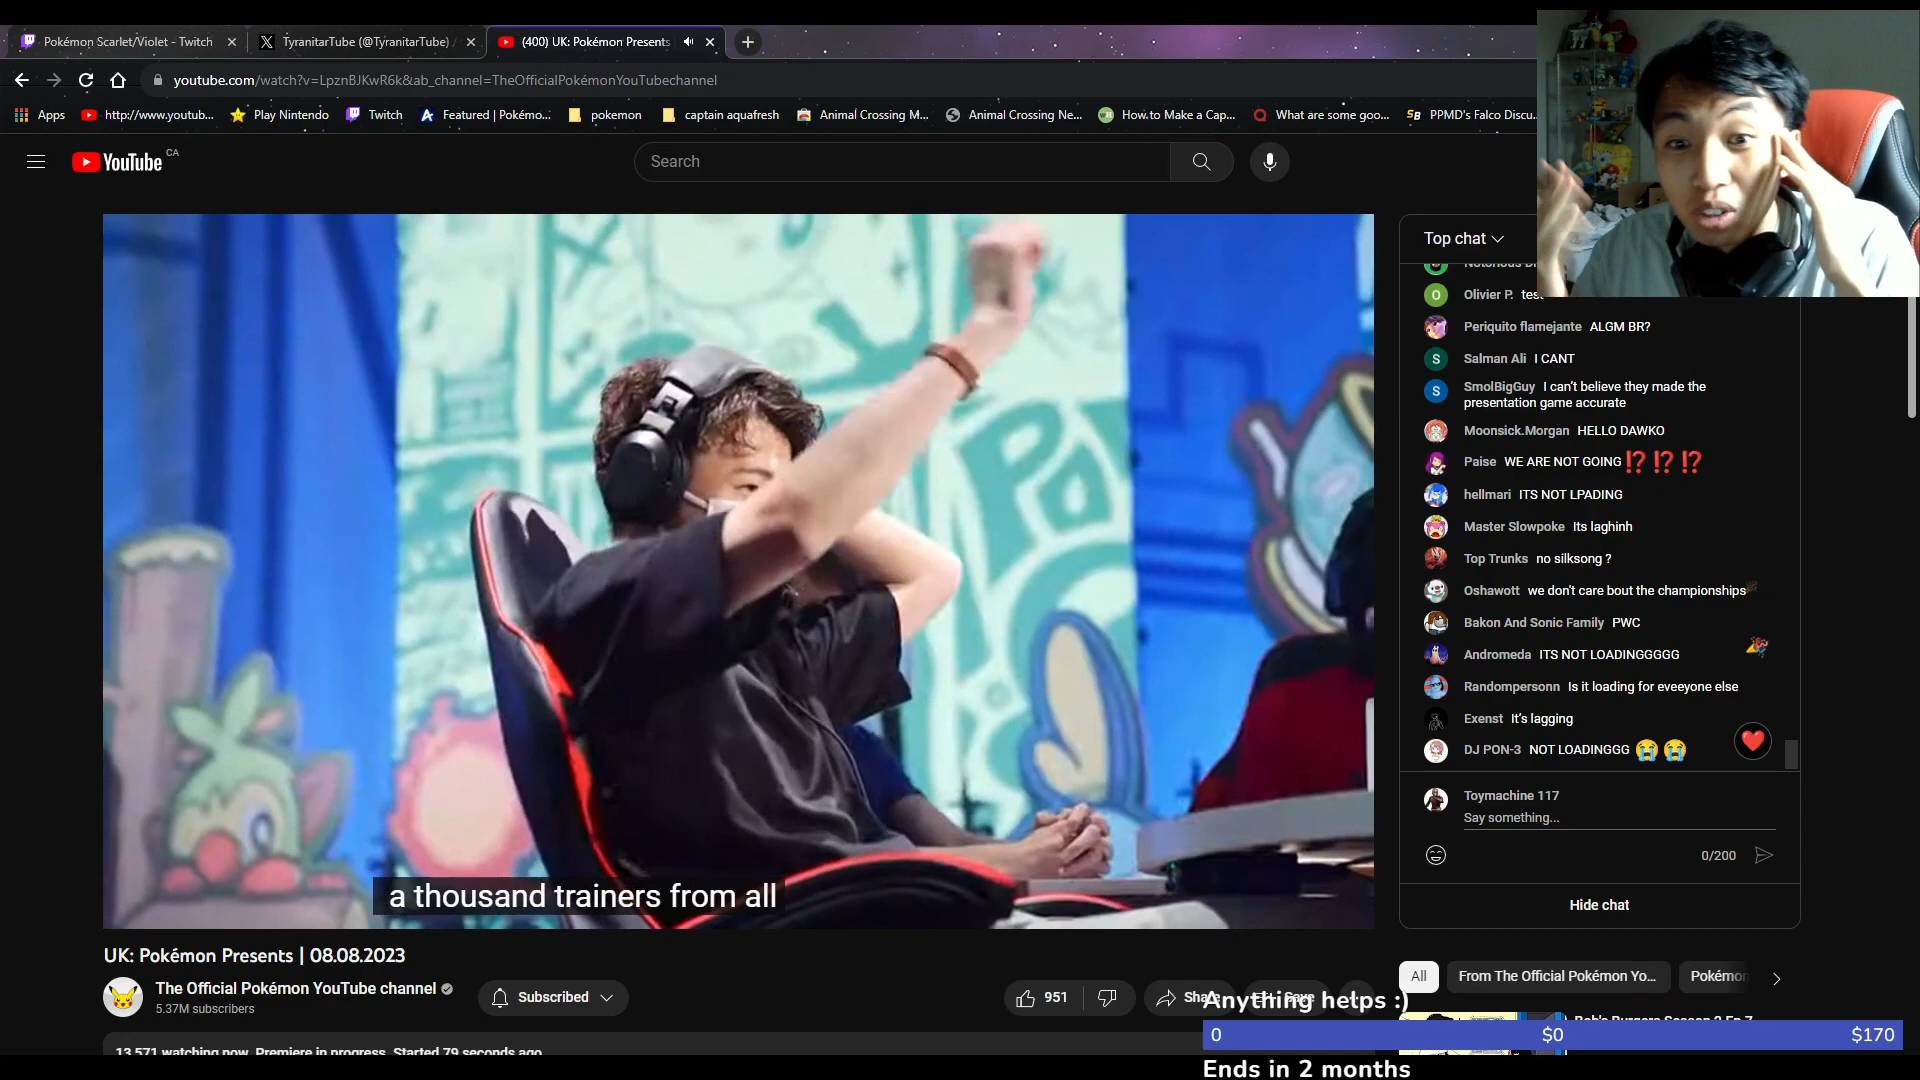 Pokémon Scarlet/Violet - Twitch
TyranitarTube (@TyranitarTube) /
(400) UK: Pokémon Presents
youtube.com/watch?v=LpznBJKwR6k&ab_channel=TheOfficialPokémonYouTubechannel
Apps
http://www.youtub...
Play Nintendo
Twitch
Featured | Pokémo...
pokemon
captain aquafresh
Animal Crossing M...
Animal Crossing Ne...
How to Make a Cap...
What are some goo...
PPMD's Falco Discu...
YouTube CA
Search
Top chat
Olivier P. test
Periquito flamejante ALGM BR?
Salman Ali I CANT
SmolBigGuy I can't believe they made the
presentation game accurate
Moonsick.Morgan HELLO DAWKO
Paise WE ARE NOT GOING ⁉️ ⁉️ ⁉️
hellmari ITS NOT LPADING
Master Slowpoke Its laghinh
Top Trunks no silksong ?
Oshawott we don't care bout the championships
Bakon And Sonic Family PWC
Andromeda ITS NOT LOADINGGGGG
Randompersonn Is it loading for eveeyone else
Exenst It's lagging
DJ PON-3 NOT LOADINGGG 😭 😭
Toymachine 117
Say something...
0/200
Hide chat
a thousand trainers from all
UK: Pokémon Presents | 08.08.2023
The Official Pokémon YouTube channel
5.37M subscribers
Subscribed
951
Share
Save
All
From The Official Pokémon Yo...
Pokémon
Anything helps :)
0 $0 $170
Ends in 2 months
13,571 watching now Premiere in progress. Started 79 seconds ago
Bob's Burgers Season 2 Ep 7